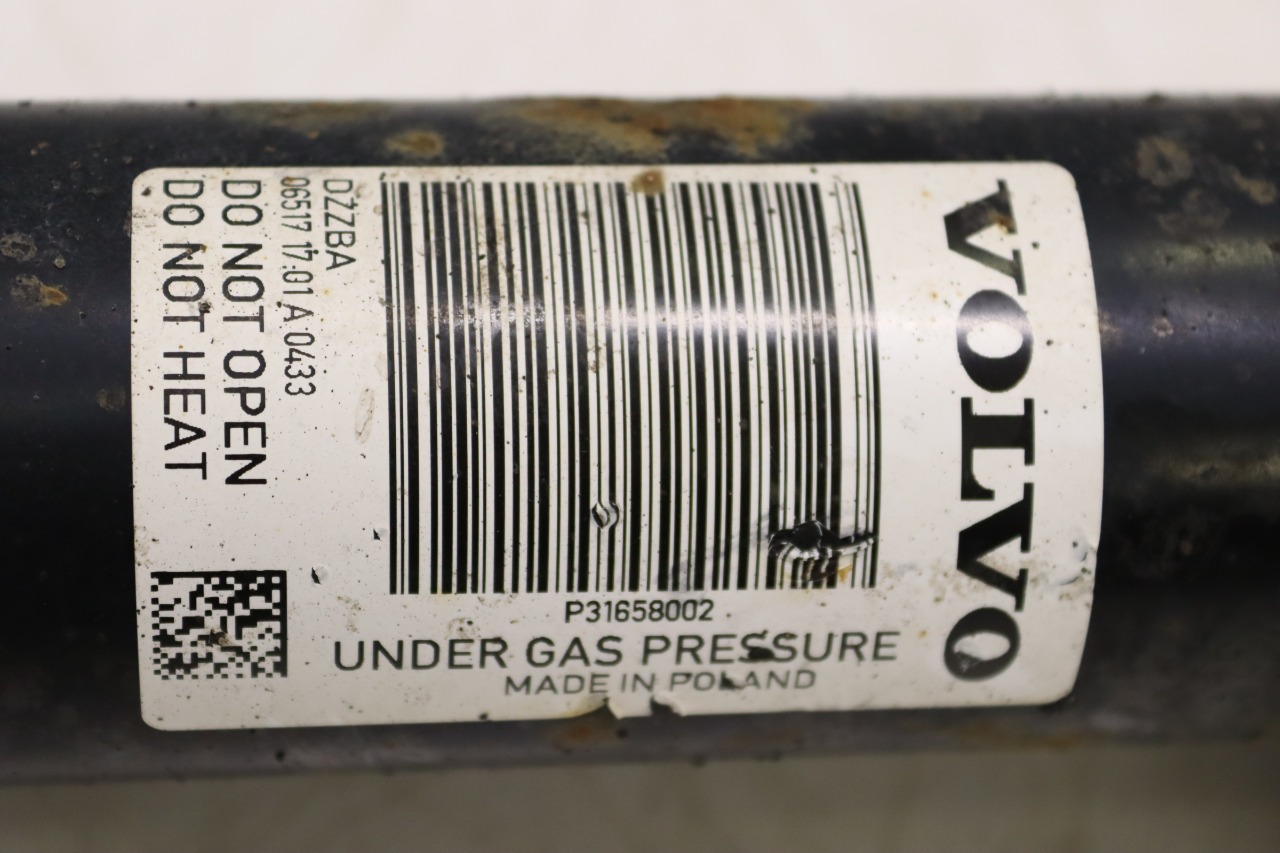 VOLVO
P31658002
UNDER GAS PRESSURE
MADE IN POLAND
DZZBA
06517 17:01 A 0433
DO NOT OPEN
DO NOT HEAT